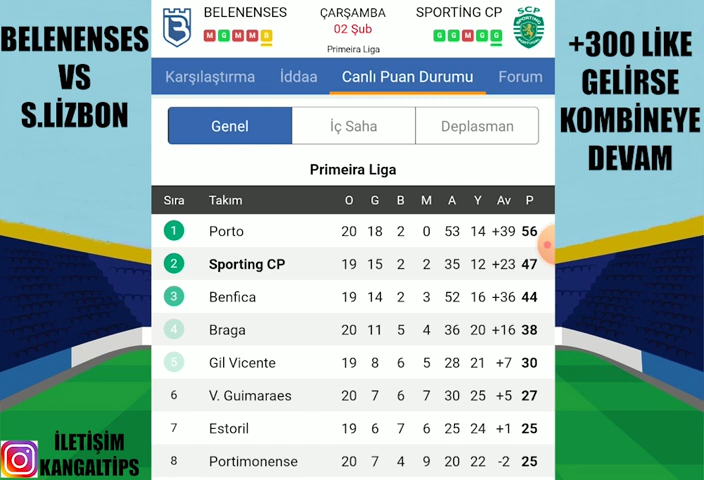 BELENENSES
VS
S.LİZBON
BELENENSES
M G M M B
ÇARŞAMBA
02 Şub
Primeira Liga
SPORTİNG CP
G G M G G
SCP
SPORTING
+300 LİKE
GELİRSE
KOMBİNEYE
DEVAM
Karşılaştırma İddaa Canlı Puan Durumu Forum
Genel İç Saha Deplasman
Primeira Liga
Sıra Takım O G B M A Y Av P
1 Porto 20 18 2 0 53 14 +39 56
2 Sporting CP 19 15 2 2 35 12 +23 47
3 Benfica 19 14 2 3 52 16 +36 44
4 Braga 20 11 5 4 36 20 +16 38
5 Gil Vicente 19 8 6 5 28 21 +7 30
6 V. Guimaraes 20 7 6 7 30 25 +5 27
7 Estoril 19 6 7 6 25 24 +1 25
8 Portimonense 20 7 4 9 20 22 -2 25
İLETİŞİM
KANGALTİPS